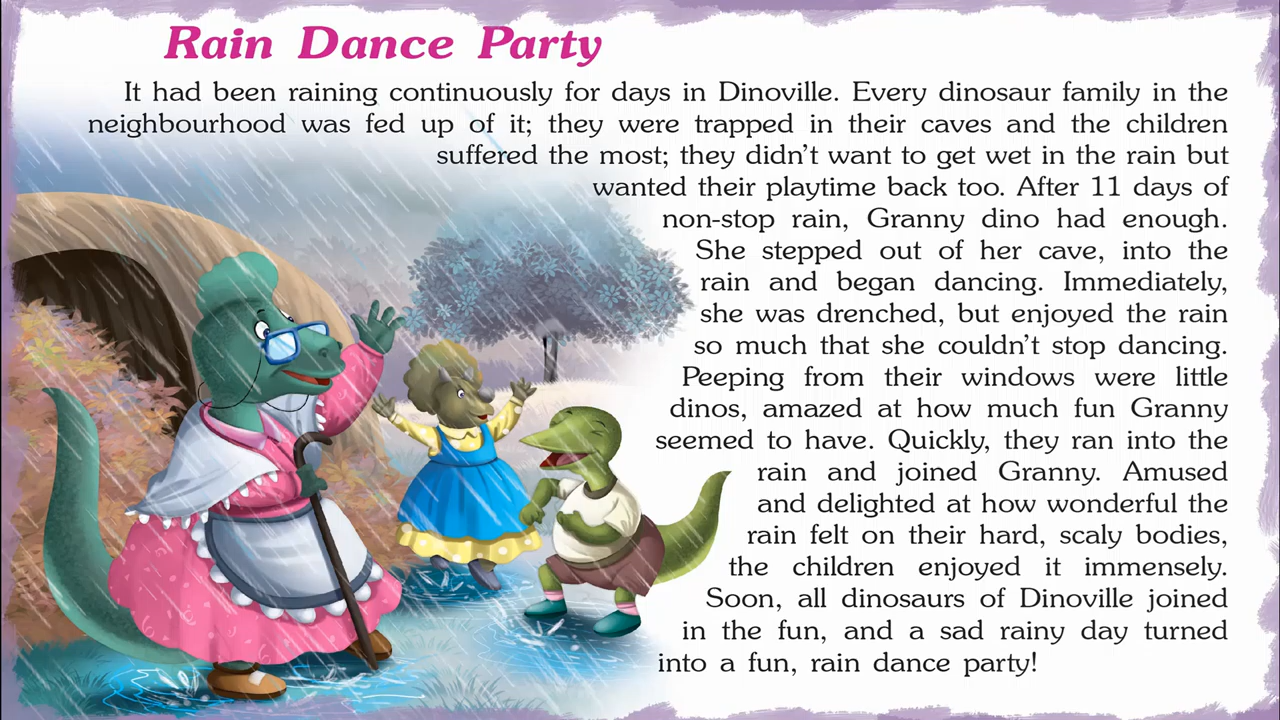 Rain Dance Party
It had been raining continuously for days in Dinoville. Every dinosaur family in the
neighbourhood was fed up of it; they were trapped in their caves and the children
suffered the most; they didn't want to get wet in the rain but
wanted their playtime back too. After 11 days of
non-stop rain, Granny dino had enough.
She stepped out of her cave, into the
rain and began dancing. Immediately,
she was drenched, but enjoyed the rain
so much that she couldn't stop dancing.
Peeping from their windows were little
dinos, amazed at how much fun Granny
seemed to have. Quickly, they ran into the
rain and joined Granny. Amused
and delighted at how wonderful the
rain felt on their hard, scaly bodies,
the children enjoyed it immensely.
Soon, all dinosaurs of Dinoville joined
in the fun, and a sad rainy day turned
into a fun, rain dance party!